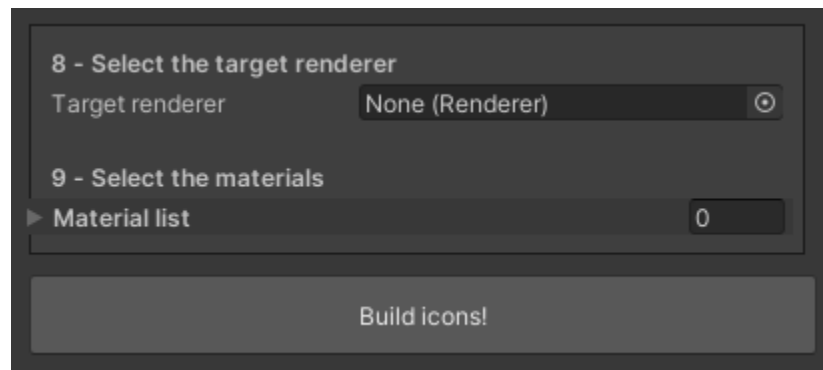 8 - Select the target renderer
Target renderer None (Renderer)
9 - Select the materials
Material list 0
Build icons!